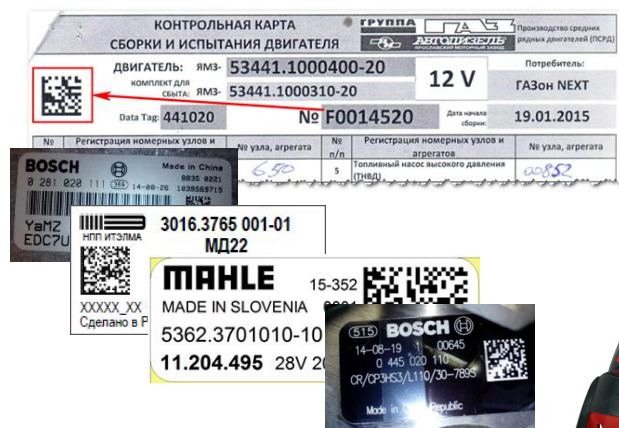 КОНТРОЛЬНАЯ КАРТА
СБОРКИ И ИСПЫТАНИЯ ДВИГАТЕЛЯ
ГРУППА ГАЗ
АВТОДИЗЕЛЬ
ЯРОСЛАВСКИЙ МОТОРНЫЙ ЗАВОД
Производство средних
рядных двигателей (ПСРД)
ДВИГАТЕЛЬ: ЯМЗ- 53441.1000400-20
КОМПЛЕКТ ДЛЯ
СБЫТА: ЯМЗ- 53441.1000310-20
12 V
Потребитель:
ГАЗон NEXT
Data Tag: 441020
№ F0014520
Дата начала
сборки:
19.01.2015
№ Регистрация номерных узлов и
№ узла, агрегата
650
№
п/п
Регистрация номерных узлов и
агрегатов
№ узла, агрегата
5 Топливный насос высокого давления
(ТНВД)
00852
BOSCH
Made in China
8835 0221
0 281 020 111 14-08-26 1039S69715
YaMZ
EDC7U
НПП ИТЭЛМА
3016.3765 001-01
МД22
XXXXX_XX
Сделано в Р
MAHLE
15-352
MADE IN SLOVENIA
5362.3701010-10
11.204.495 28V
515 BOSCH
14-08-19 1 00645
0 445 020 110
CR/CP3HS3/L110/30-789S
Made in Republic